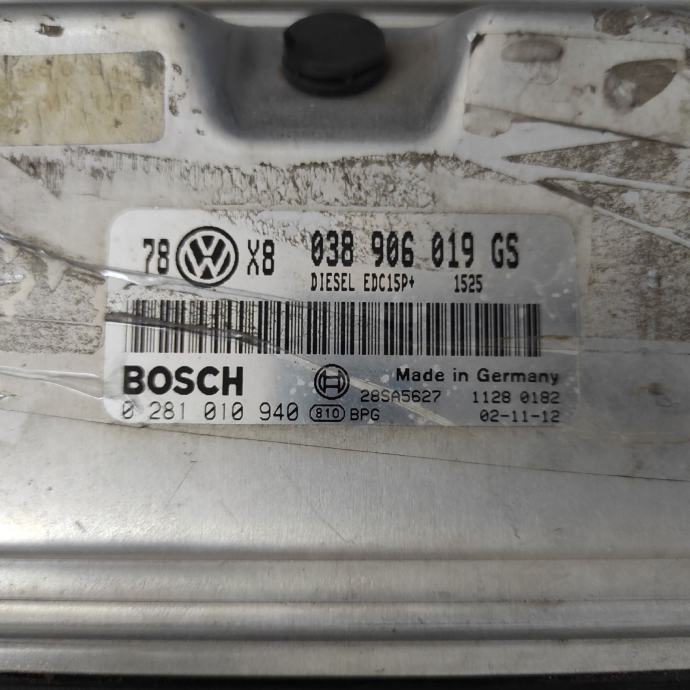 78 VW X8 038 906 019 GS
DIESEL EDC15P+ 1525
BOSCH
Made in Germany
28SA5627 1128 0182
0 281 010 940 810 BPG 02-11-12